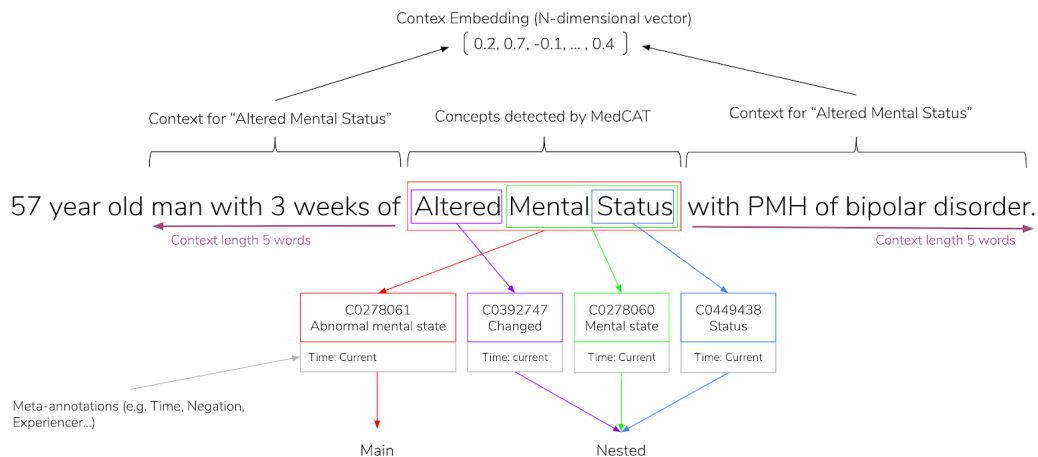 Contex Embedding (N-dimensional vector)
[ 0.2, 0.7, -0.1, ... , 0.4 ]
Context for “Altered Mental Status”
Concepts detected by MedCAT
Context for “Altered Mental Status”
57 year old man with 3 weeks of Altered Mental Status with PMH of bipolar disorder.
Context length 5 words
Context length 5 words
C0278061
Abnormal mental state
Time: Current
C0392747
Changed
Time: current
C0278060
Mental state
Time: Current
C0449438
Status
Time: Current
Meta-annotations (e.g. Time, Negation,
Experiencer...)
Main
Nested